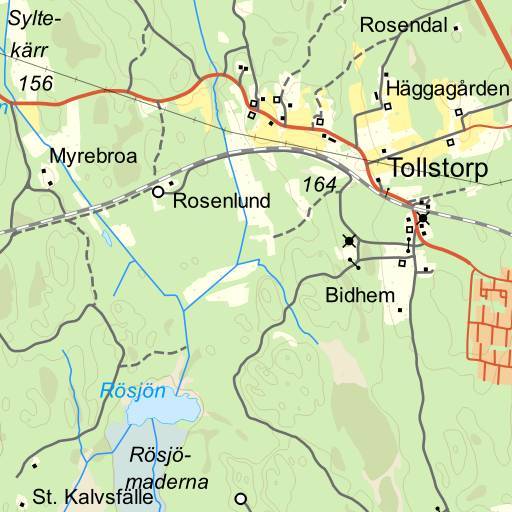 Sylte-
kärr
156
Rosendal
Häggagården
Myrebroa
Tollstorp
164
Rosenlund
Bidhem
Rösjön
Rösjö-
maderna
St. Kalvsfälle